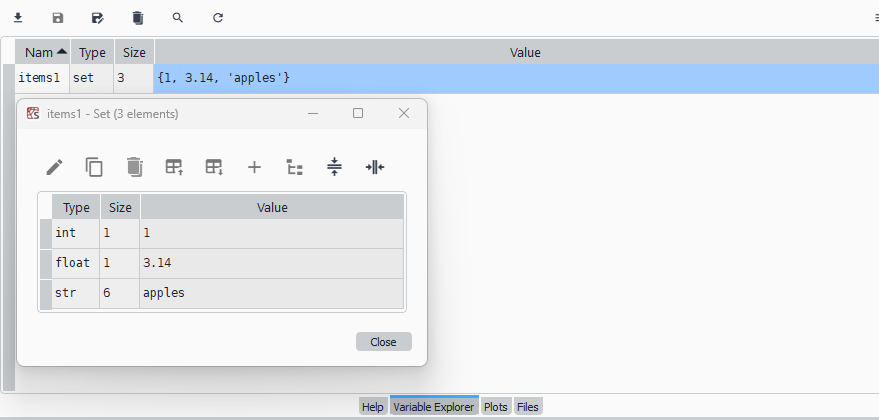 Nam Type Size Value
items1 set 3 {1, 3.14, 'apples'}
items1 - Set (3 elements)
Type Size Value
int 1 1
float 1 3.14
str 6 apples
Close
Help Variable Explorer Plots Files